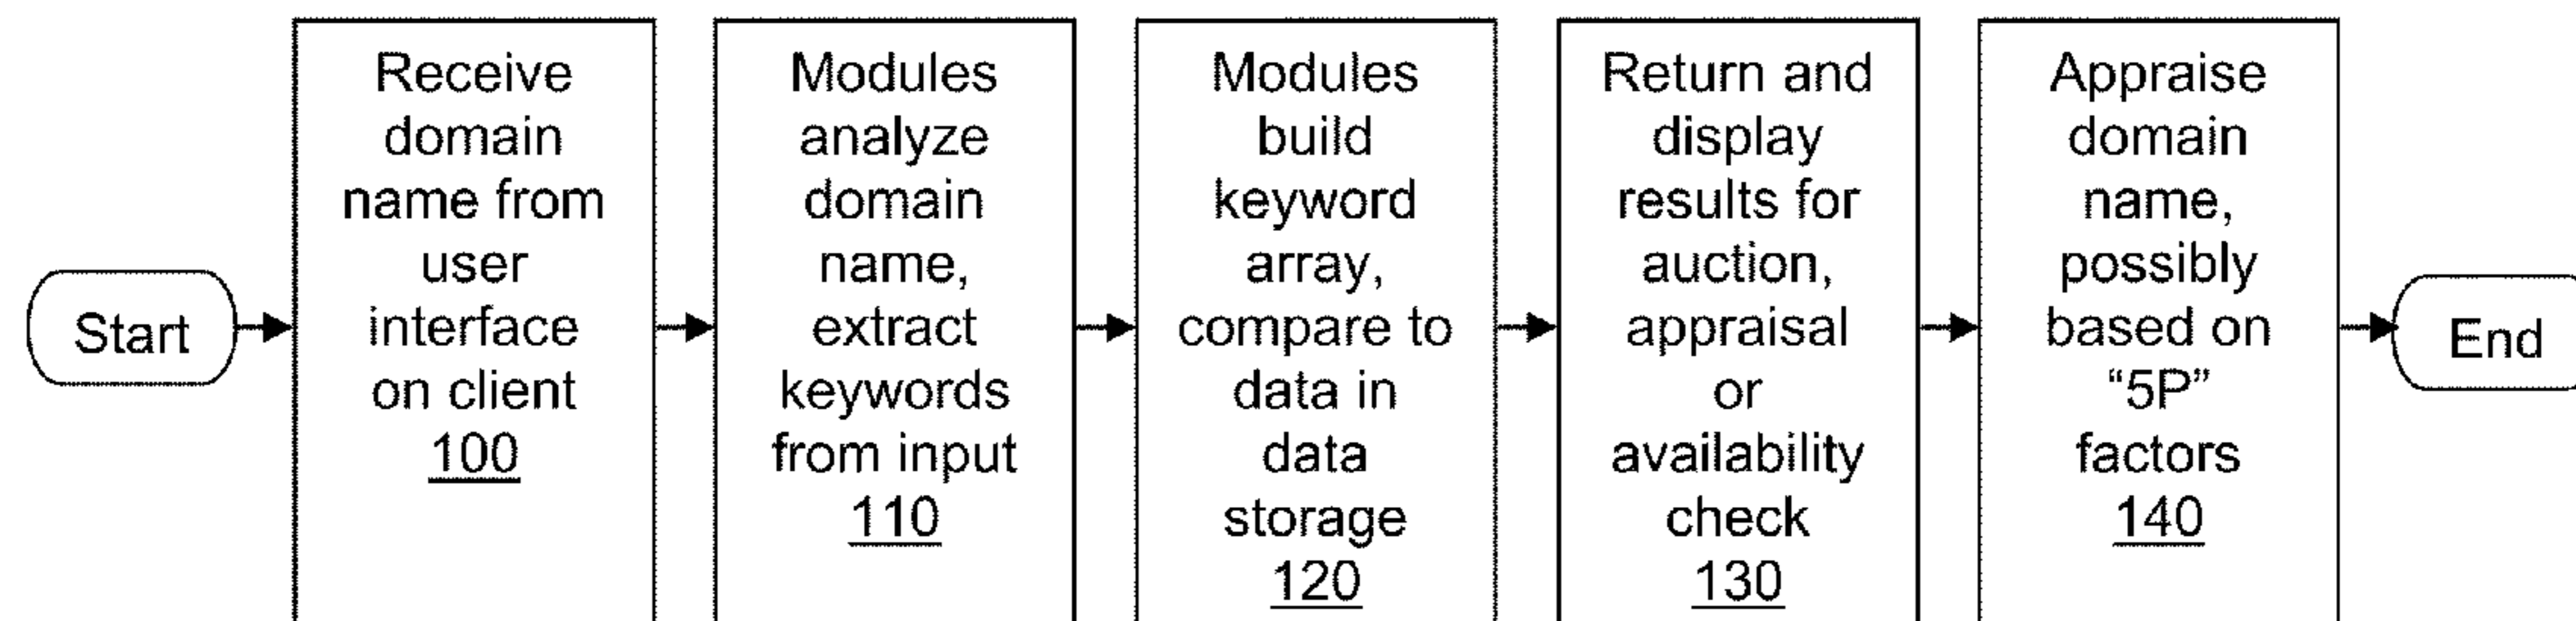 Start
Receive
domain
name from
user
interface
on client
100
Modules
analyze
domain
name,
extract
keywords
from input
110
Modules
build
keyword
array,
compare to
data in
data
storage
120
Return and
display
results for
auction,
appraisal
or
availability
check
130
Appraise
domain
name,
possibly
based on
“5P”
factors
140
End